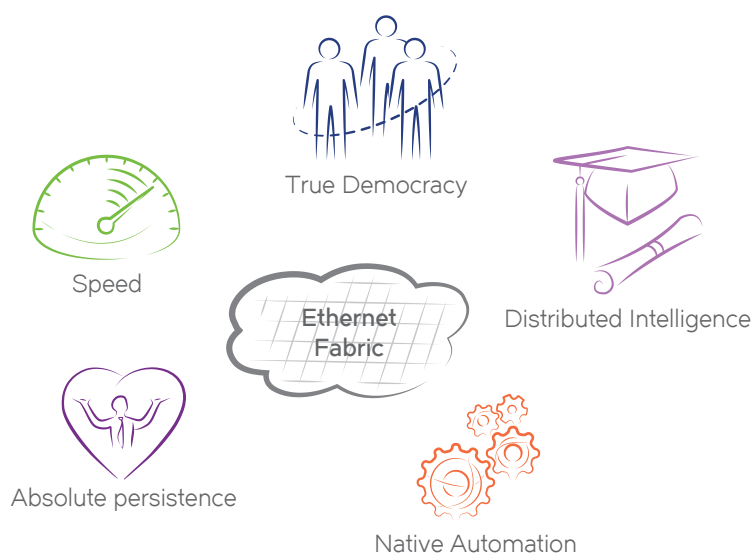 True Democracy
Speed
Distributed Intelligence
Ethernet
Fabric
Absolute persistence
Native Automation